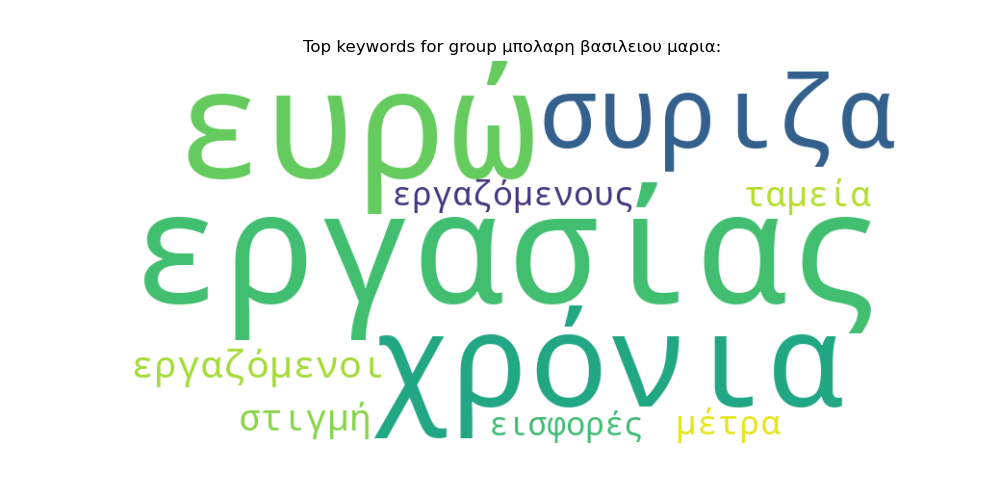 Top keywords for group μπολαρη βασιλειου μαρια:
ευρώ συριζα
εργαζόμενους ταμεία
εργασίας
χρόνια
εργαζόμενοι
στιγμή εισφορές μέτρα